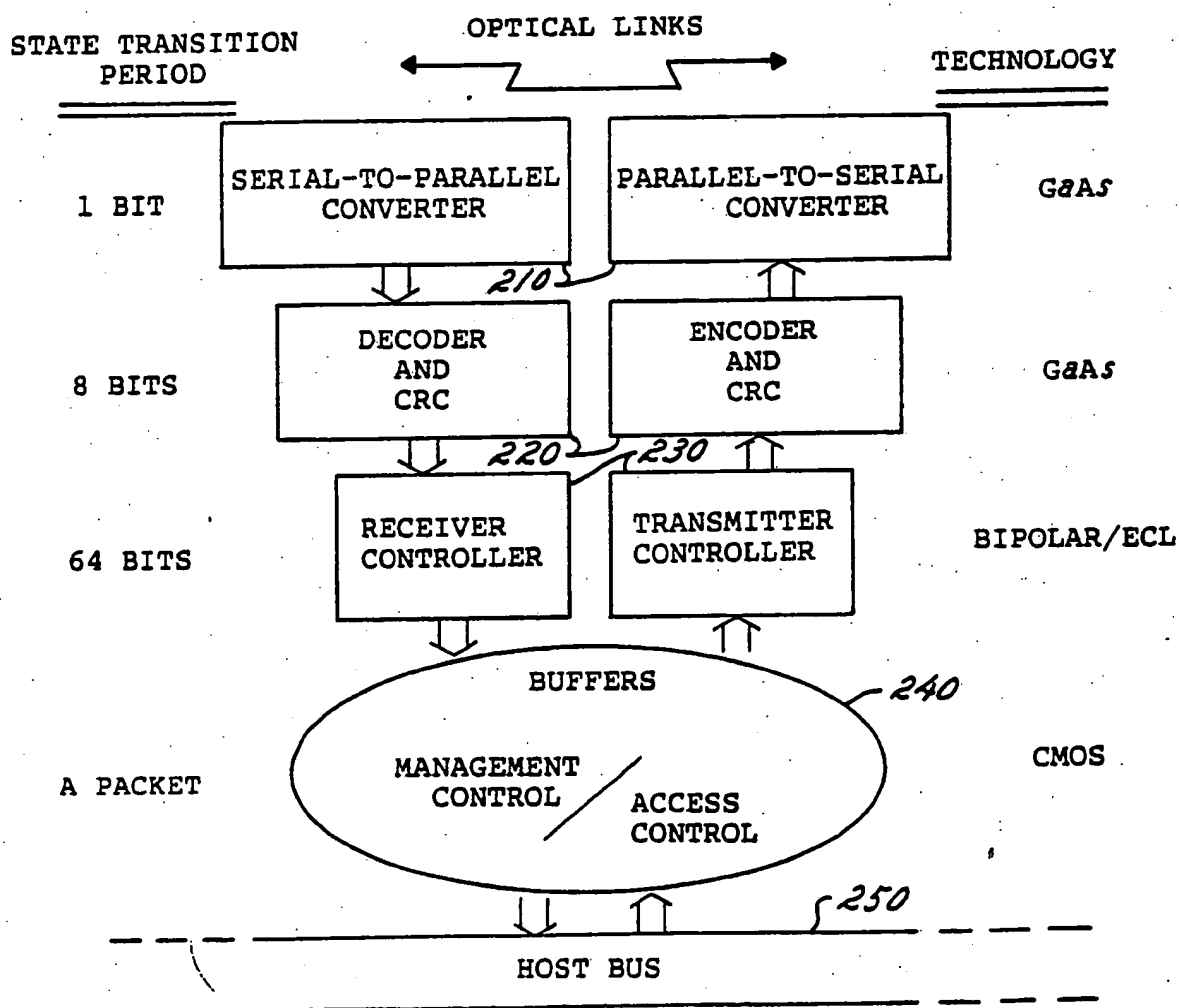 OPTICAL LINKS
STATE TRANSITION
PERIOD
TECHNOLOGY
1 BIT
SERIAL-TO-PARALLEL
CONVERTER
PARALLEL-TO-SERIAL
CONVERTER
GaAs
210
8 BITS
DECODER
AND
CRC
ENCODER
AND
CRC
GaAs
220
230
64 BITS
RECEIVER
CONTROLLER
TRANSMITTER
CONTROLLER
BIPOLAR/ECL
BUFFERS
240
A PACKET
MANAGEMENT
CONTROL
ACCESS
CONTROL
CMOS
250
HOST BUS